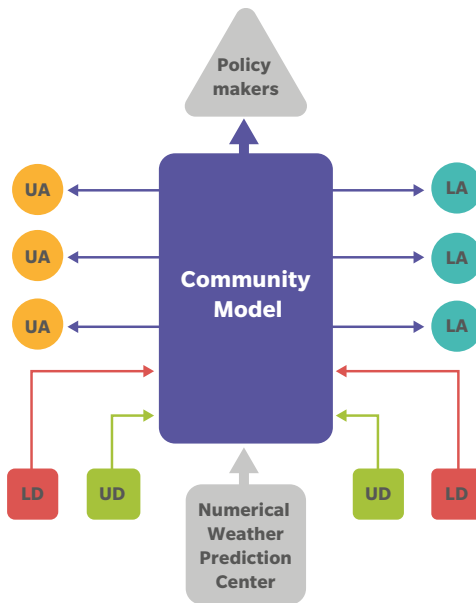 Policy
makers
UA
LA
UA
LA
Community
Model
UA
LA
LD
UD
UD
LD
Numerical
Weather
Prediction
Center